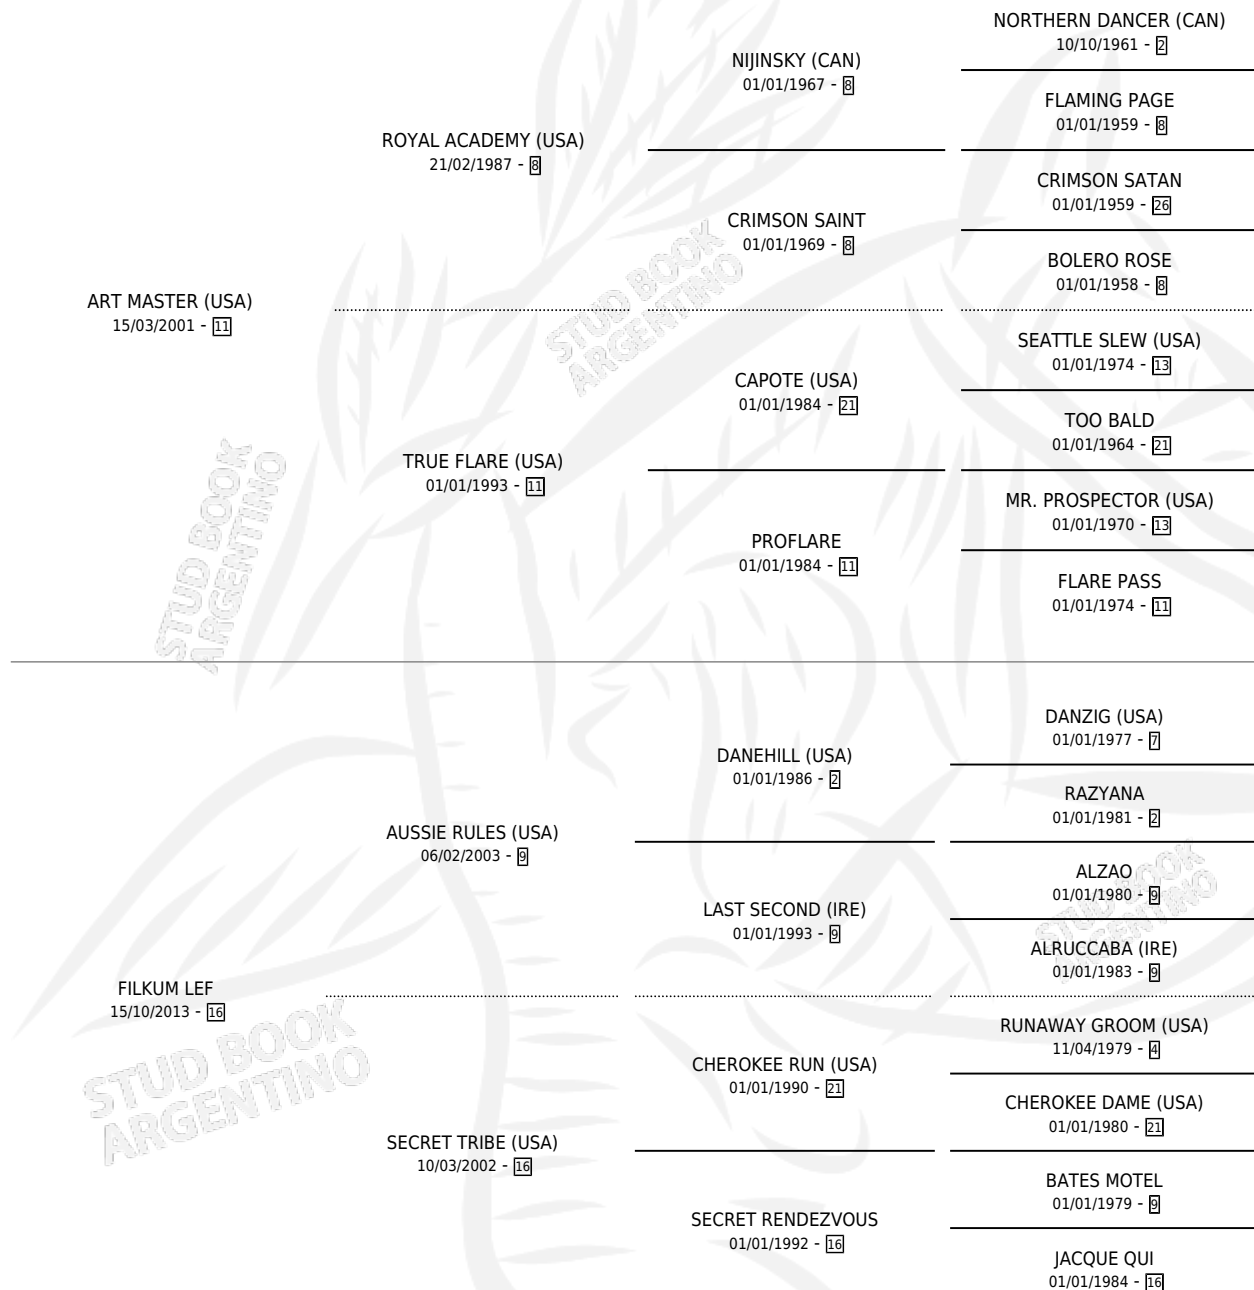 NORTHERN DANCER (CAN)
10/10/1961 - 2
NIJINSKY (CAN)
01/01/1967 - 8
FLAMING PAGE
01/01/1959 - 8
ROYAL ACADEMY (USA)
21/02/1987 - 8
CRIMSON SATAN
01/01/1959 - 26
CRIMSON SAINT
01/01/1969 - 8
BOLERO ROSE
01/01/1958 - 8
ART MASTER (USA)
15/03/2001 - 11
SEATTLE SLEW (USA)
01/01/1974 - 13
CAPOTE (USA)
01/01/1984 - 21
TOO BALD
01/01/1964 - 21
TRUE FLARE (USA)
01/01/1993 - 11
MR. PROSPECTOR (USA)
01/01/1970 - 13
PROFLARE
01/01/1984 - 11
FLARE PASS
01/01/1974 - 11
DANZIG (USA)
01/01/1977 - 7
DANEHILL (USA)
01/01/1986 - 2
RAZYANA
01/01/1981 - 2
AUSSIE RULES (USA)
06/02/2003 - 9
ALZAO
01/01/1980 - 9
LAST SECOND (IRE)
01/01/1993 - 9
ALRUCCABA (IRE)
01/01/1983 - 9
FILKUM LEF
15/10/2013 - 16
RUNAWAY GROOM (USA)
11/04/1979 - 4
CHEROKEE RUN (USA)
01/01/1990 - 21
CHEROKEE DAME (USA)
01/01/1980 - 21
SECRET TRIBE (USA)
10/03/2002 - 16
BATES MOTEL
01/01/1979 - 9
SECRET RENDEZVOUS
01/01/1992 - 16
JACQUE QUI
01/01/1984 - 16
STUD BOOK
ARGENTINO
STUD BOOK
ARGENTINO
STUD BOOK
ARGENTINO
STUD BOOK
ARGENTINO